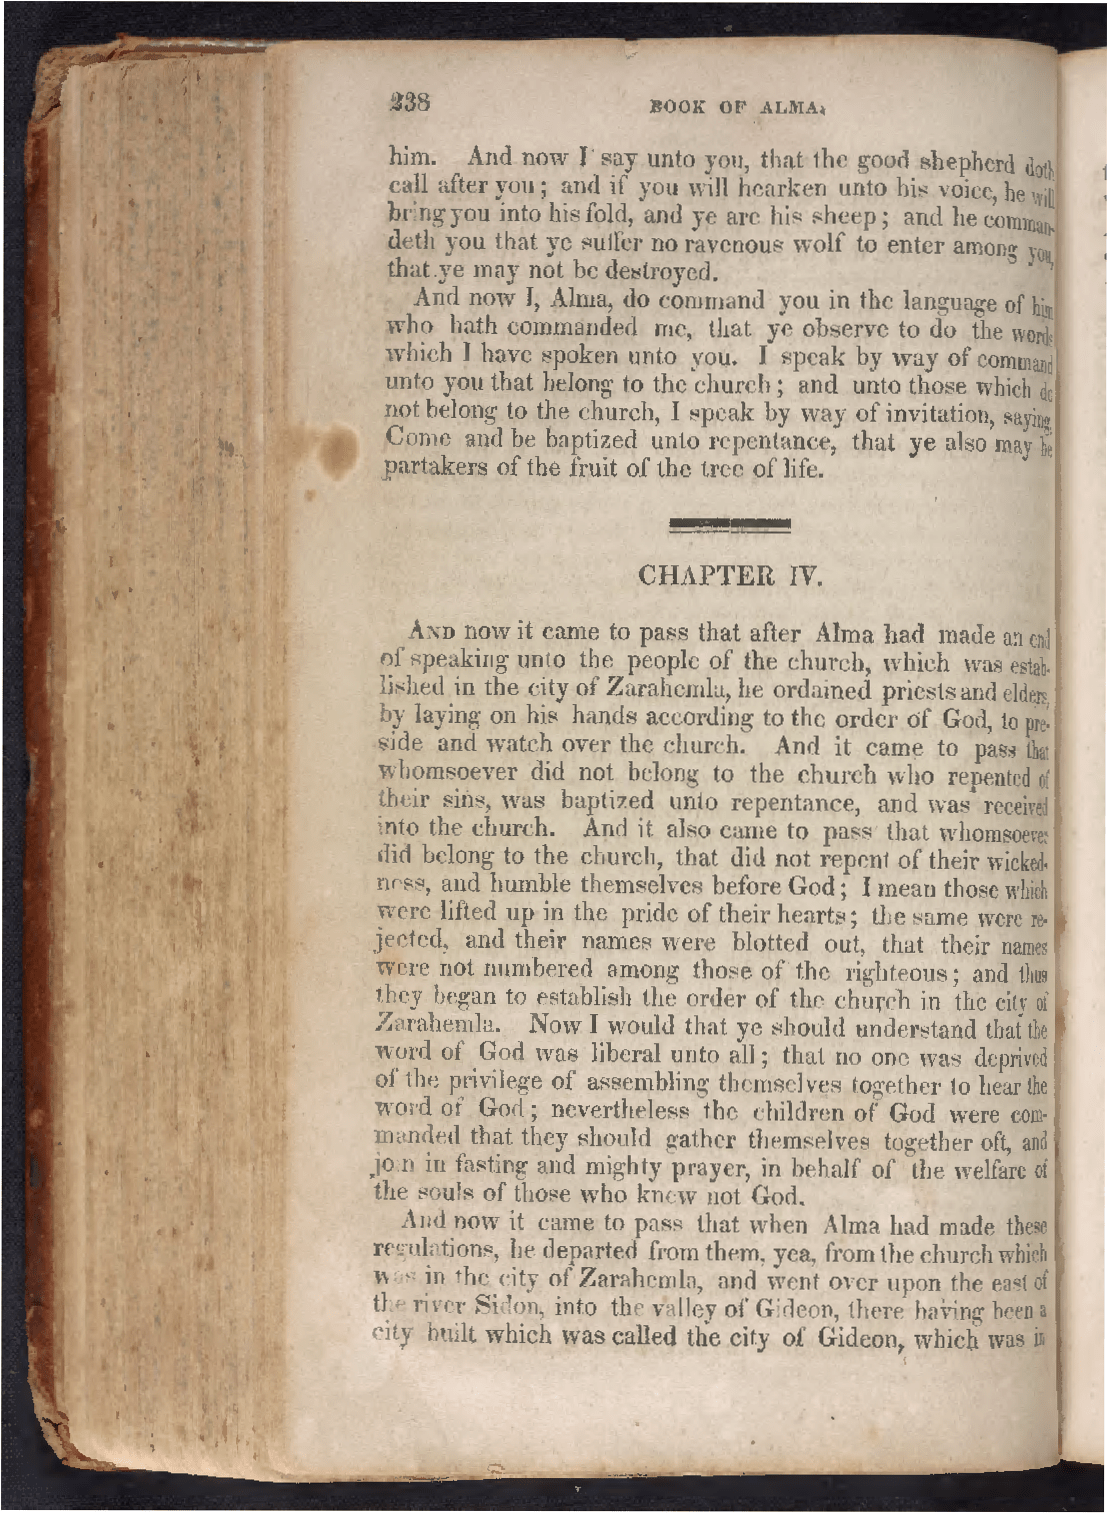 238 BOOK OF ALMA.
him. And now I say unto you, that the good shepherd doth
call after you; and if you will hearken unto his voice, he will
bring you into his fold, and ye are his sheep; and he comman-
deth you that ye suffer no ravenous wolf to enter among you,
that ye may not be destroyed.
And now I, Alma, do command you in the language of him
who hath commanded me, that ye observe to do the words
which I have spoken unto you. I speak by way of command
unto you that belong to the church; and unto those which do
not belong to the church, I speak by way of invitation, saying,
Come and be baptized unto repentance, that ye also may be
partakers of the fruit of the tree of life.
CHAPTER IV.
AND now it came to pass that after Alma had made an end
of speaking unto the people of the church, which was estab-
lished in the city of Zarahemla, he ordained priests and elders,
by laying on his hands according to the order of God, to pre-
side and watch over the church. And it came to pass that
whomsoever did not belong to the church who repented of
their sins, was baptized unto repentance, and was received
into the church. And it also came to pass that whomsoever
did belong to the church, that did not repent of their wicked-
ness, and humble themselves before God; I mean those which
were lifted up in the pride of their hearts; the same were re-
jected, and their names were blotted out, that their names
were not numbered among those of the righteous; and thus
they began to establish the order of the church in the city of
Zarahemla. Now I would that ye should understand that the
word of God was liberal unto all; that no one was deprived
of the privilege of assembling themselves together to hear the
word of God; nevertheless the children of God were com-
manded that they should gather themselves together oft, and
join in fasting and mighty prayer, in behalf of the welfare of
the souls of those who knew not God.
And now it came to pass that when Alma had made these
regulations, he departed from them, yea, from the church which
was in the city of Zarahemla, and went over upon the east of
the river Sidon, into the valley of Gideon, there having been a
city built which was called the city of Gideon, which was in